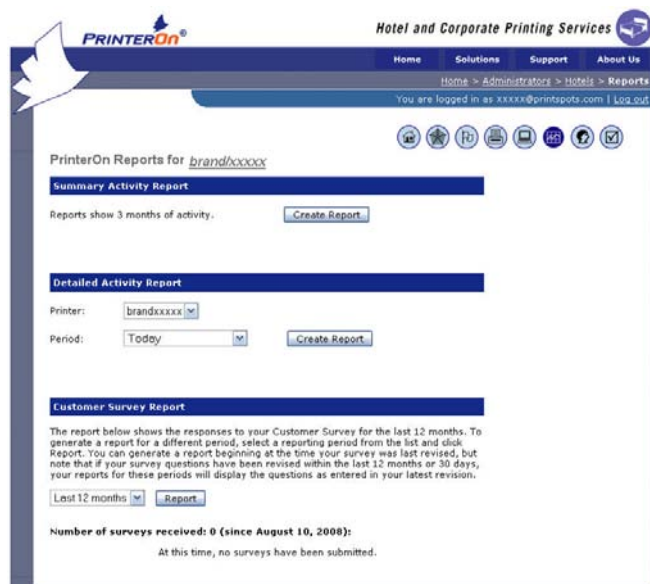 PRINTERON®
Hotel and Corporate Printing Services
Home Solutions Support About Us
Home > Administrators > Hotels > Reports
You are logged in as xxxxx@printspots.com | Log out
PrinterOn Reports for brand/xxxxx
Summary Activity Report
Reports show 3 months of activity. Create Report
Detailed Activity Report
Printer: brandxxxxx
Period: Today Create Report
Customer Survey Report
The report below shows the responses to your Customer Survey for the last 12 months. To
generate a report for a different period, select a reporting period from the list and click
Report. You can generate a report beginning at the time your survey was last revised, but
note that if your survey questions have been revised within the last 12 months or 30 days,
your reports for these periods will display the questions as entered in your latest revision.
Last 12 months Report
Number of surveys received: 0 (since August 10, 2008):
At this time, no surveys have been submitted.